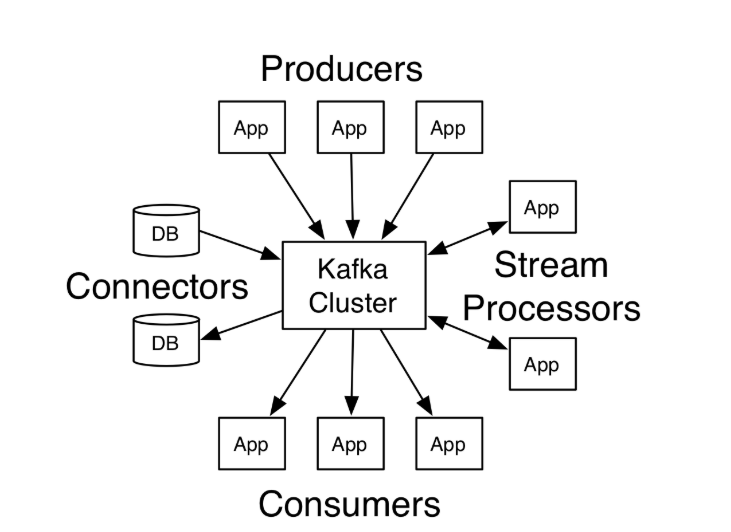 Producers
App
App
App
App
DB
Kafka
Cluster
Stream
Processors
Connectors
DB
App
App
App
App
Consumers